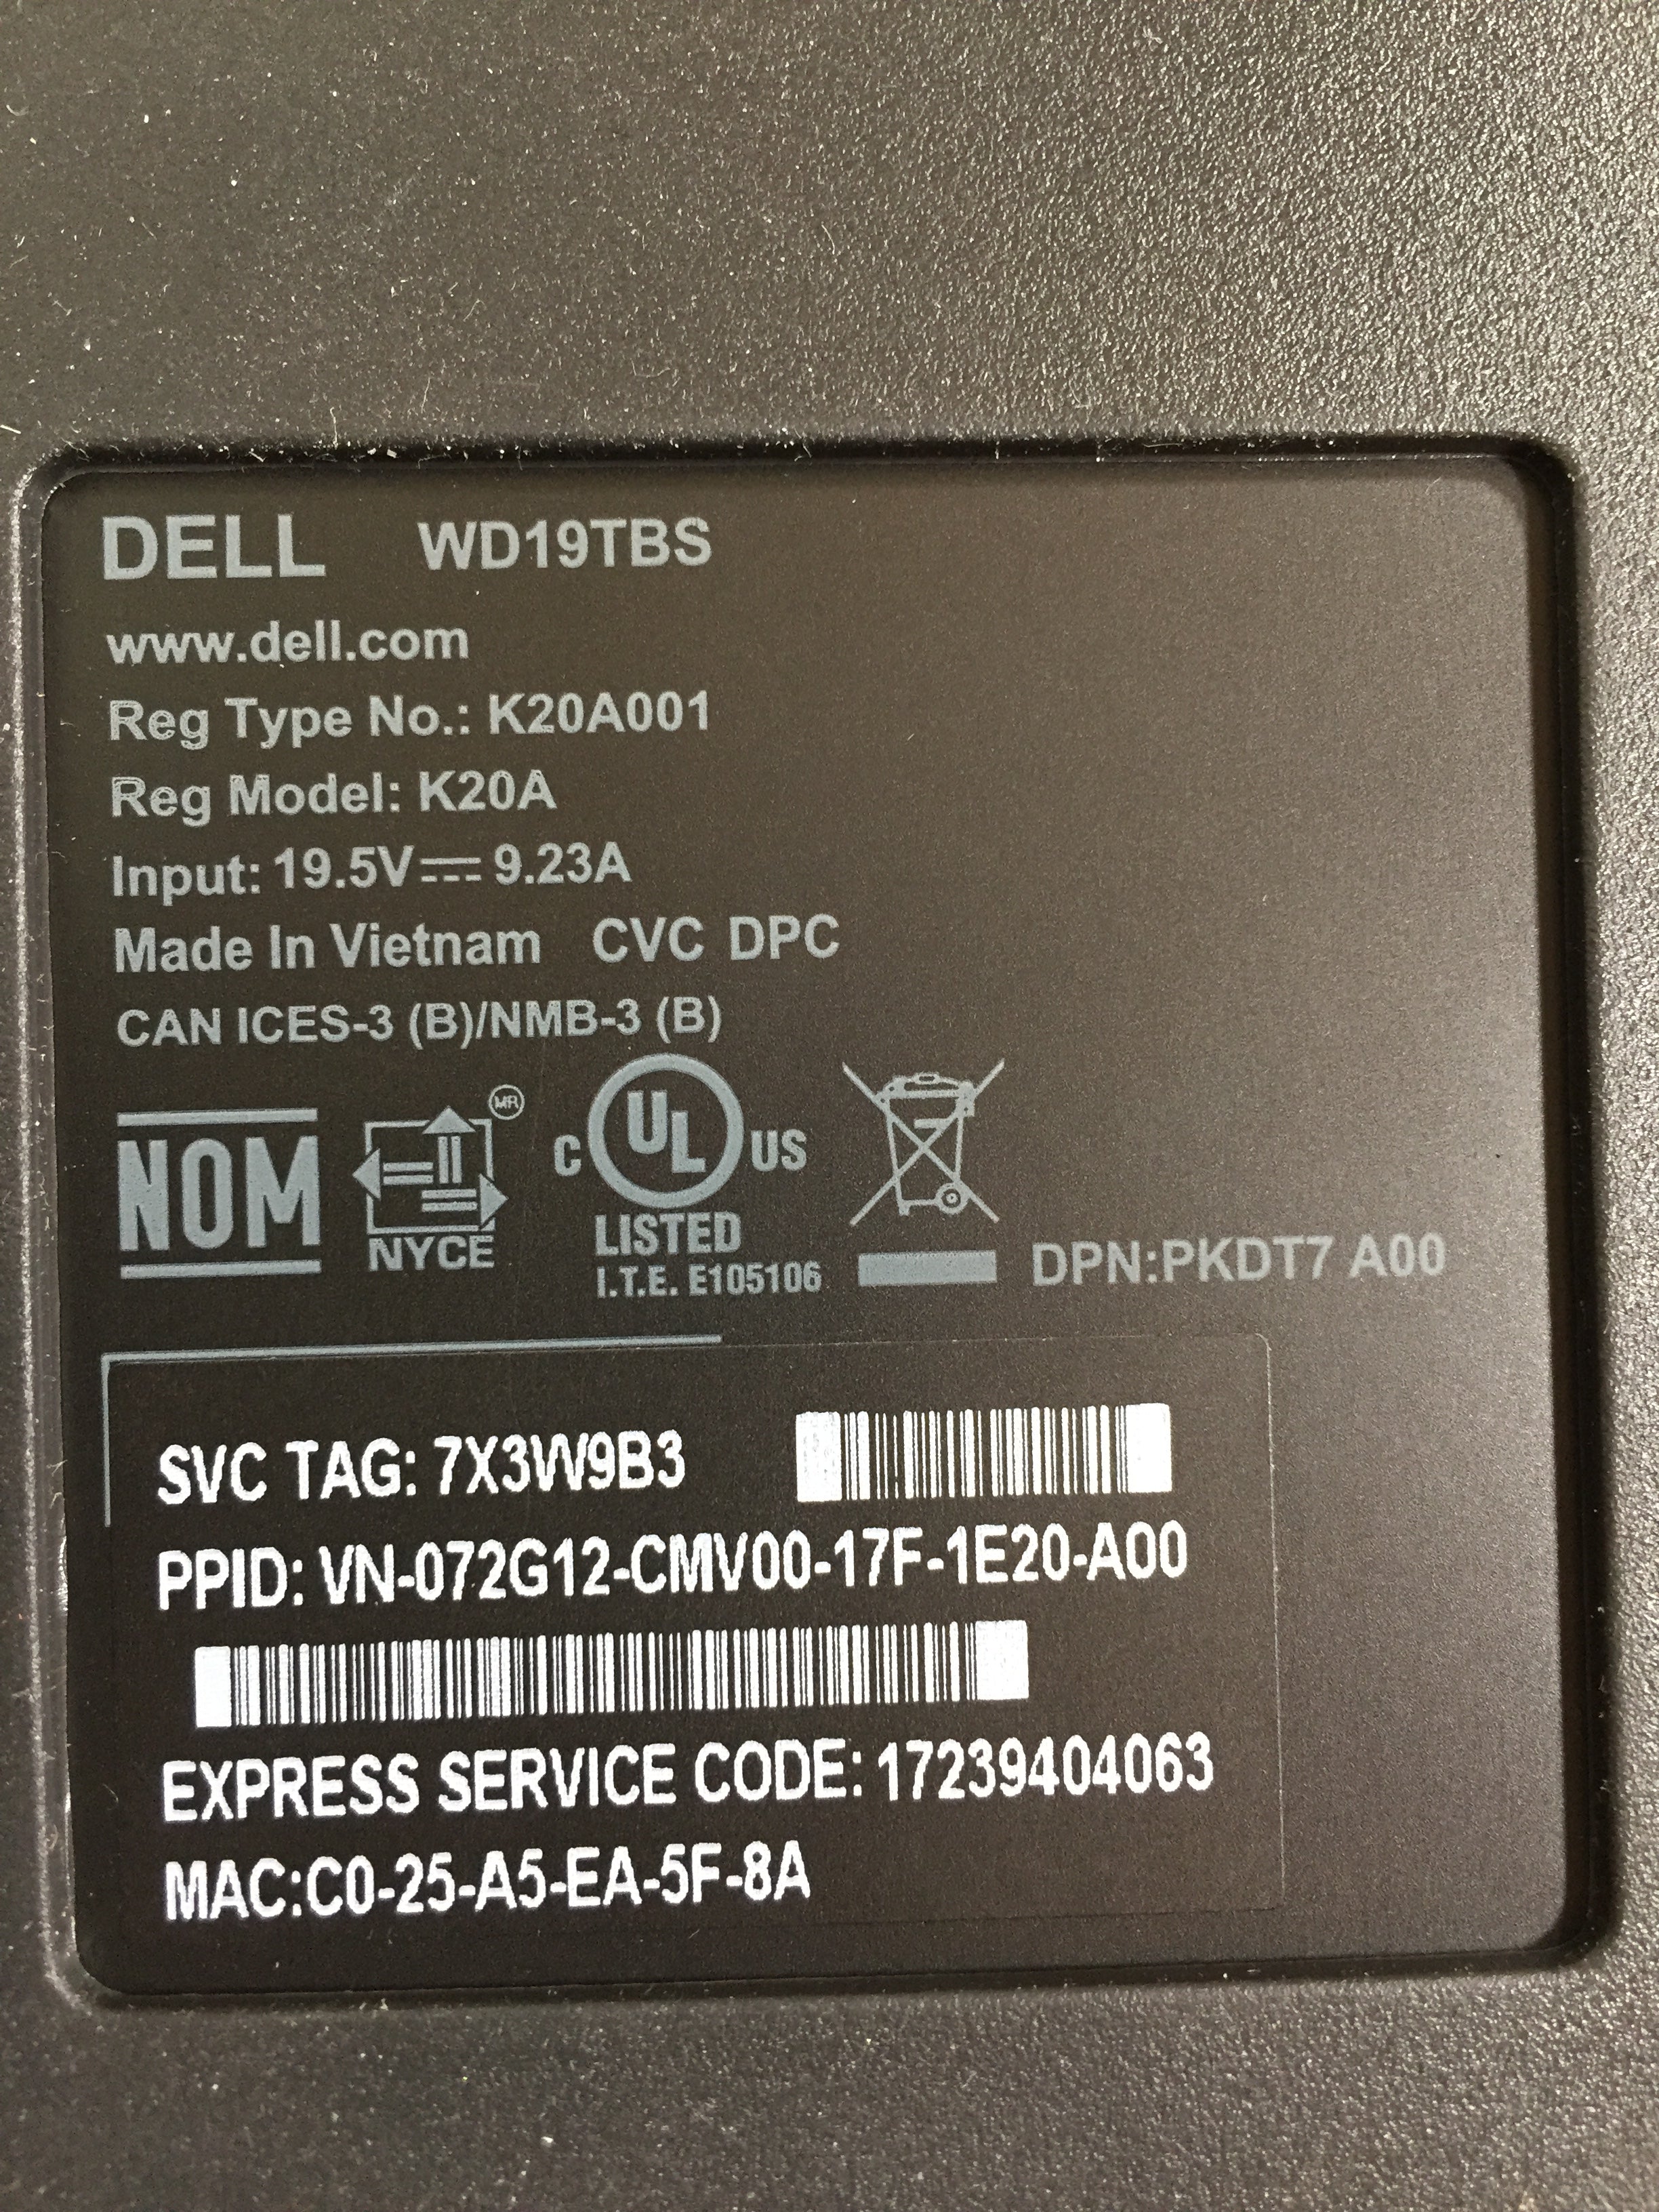 DELL WD19TBS
www.dell.com
Reg Type No.: K20A001
Reg Model: K20A
Input: 19.5V⎓9.23A
Made In Vietnam CVC DPC
CAN ICES-3 (B)/NMB-3 (B)
NOM NYCE MR C UL US
LISTED
I.T.E. E105106
DPN:PKDT7 A00
SVC TAG: 7X3W9B3
PPID: VN-072G12-CMV00-17F-1E20-A00
EXPRESS SERVICE CODE: 17239404063
MAC:C0-25-A5-EA-5F-8A